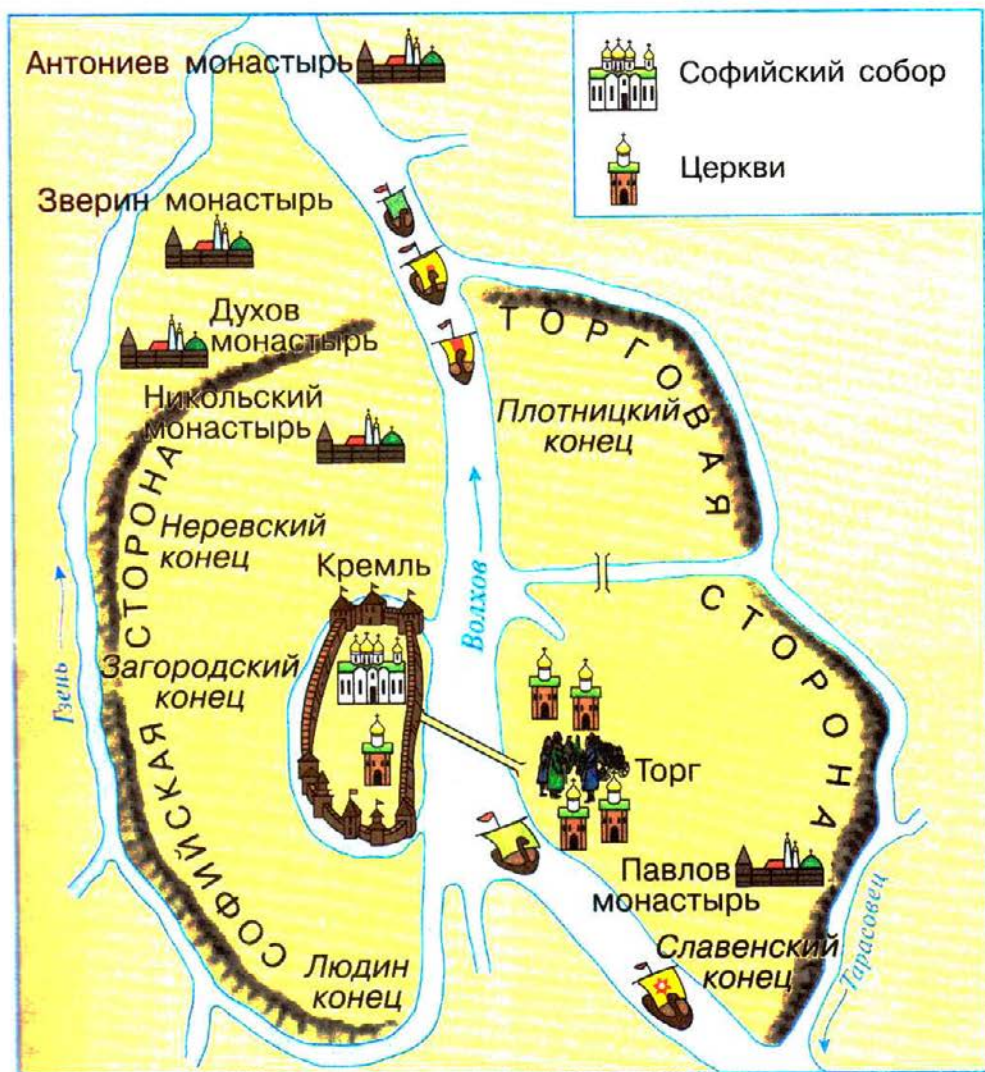 Антониев монастырь
Софийский собор
Церкви
Зверин монастырь
Духов
монастырь
Никольский
монастырь
ТОРГОВАЯ
Плотницкий
конец
СТОРОНА
Неревский
конец
Кремль
Волхов
Гзень
Загородский
конец
СОФИЙСКАЯ СТОРОНА
Торг
Павлов
монастырь
Славенский
конец
Людин
конец
Тарасовец